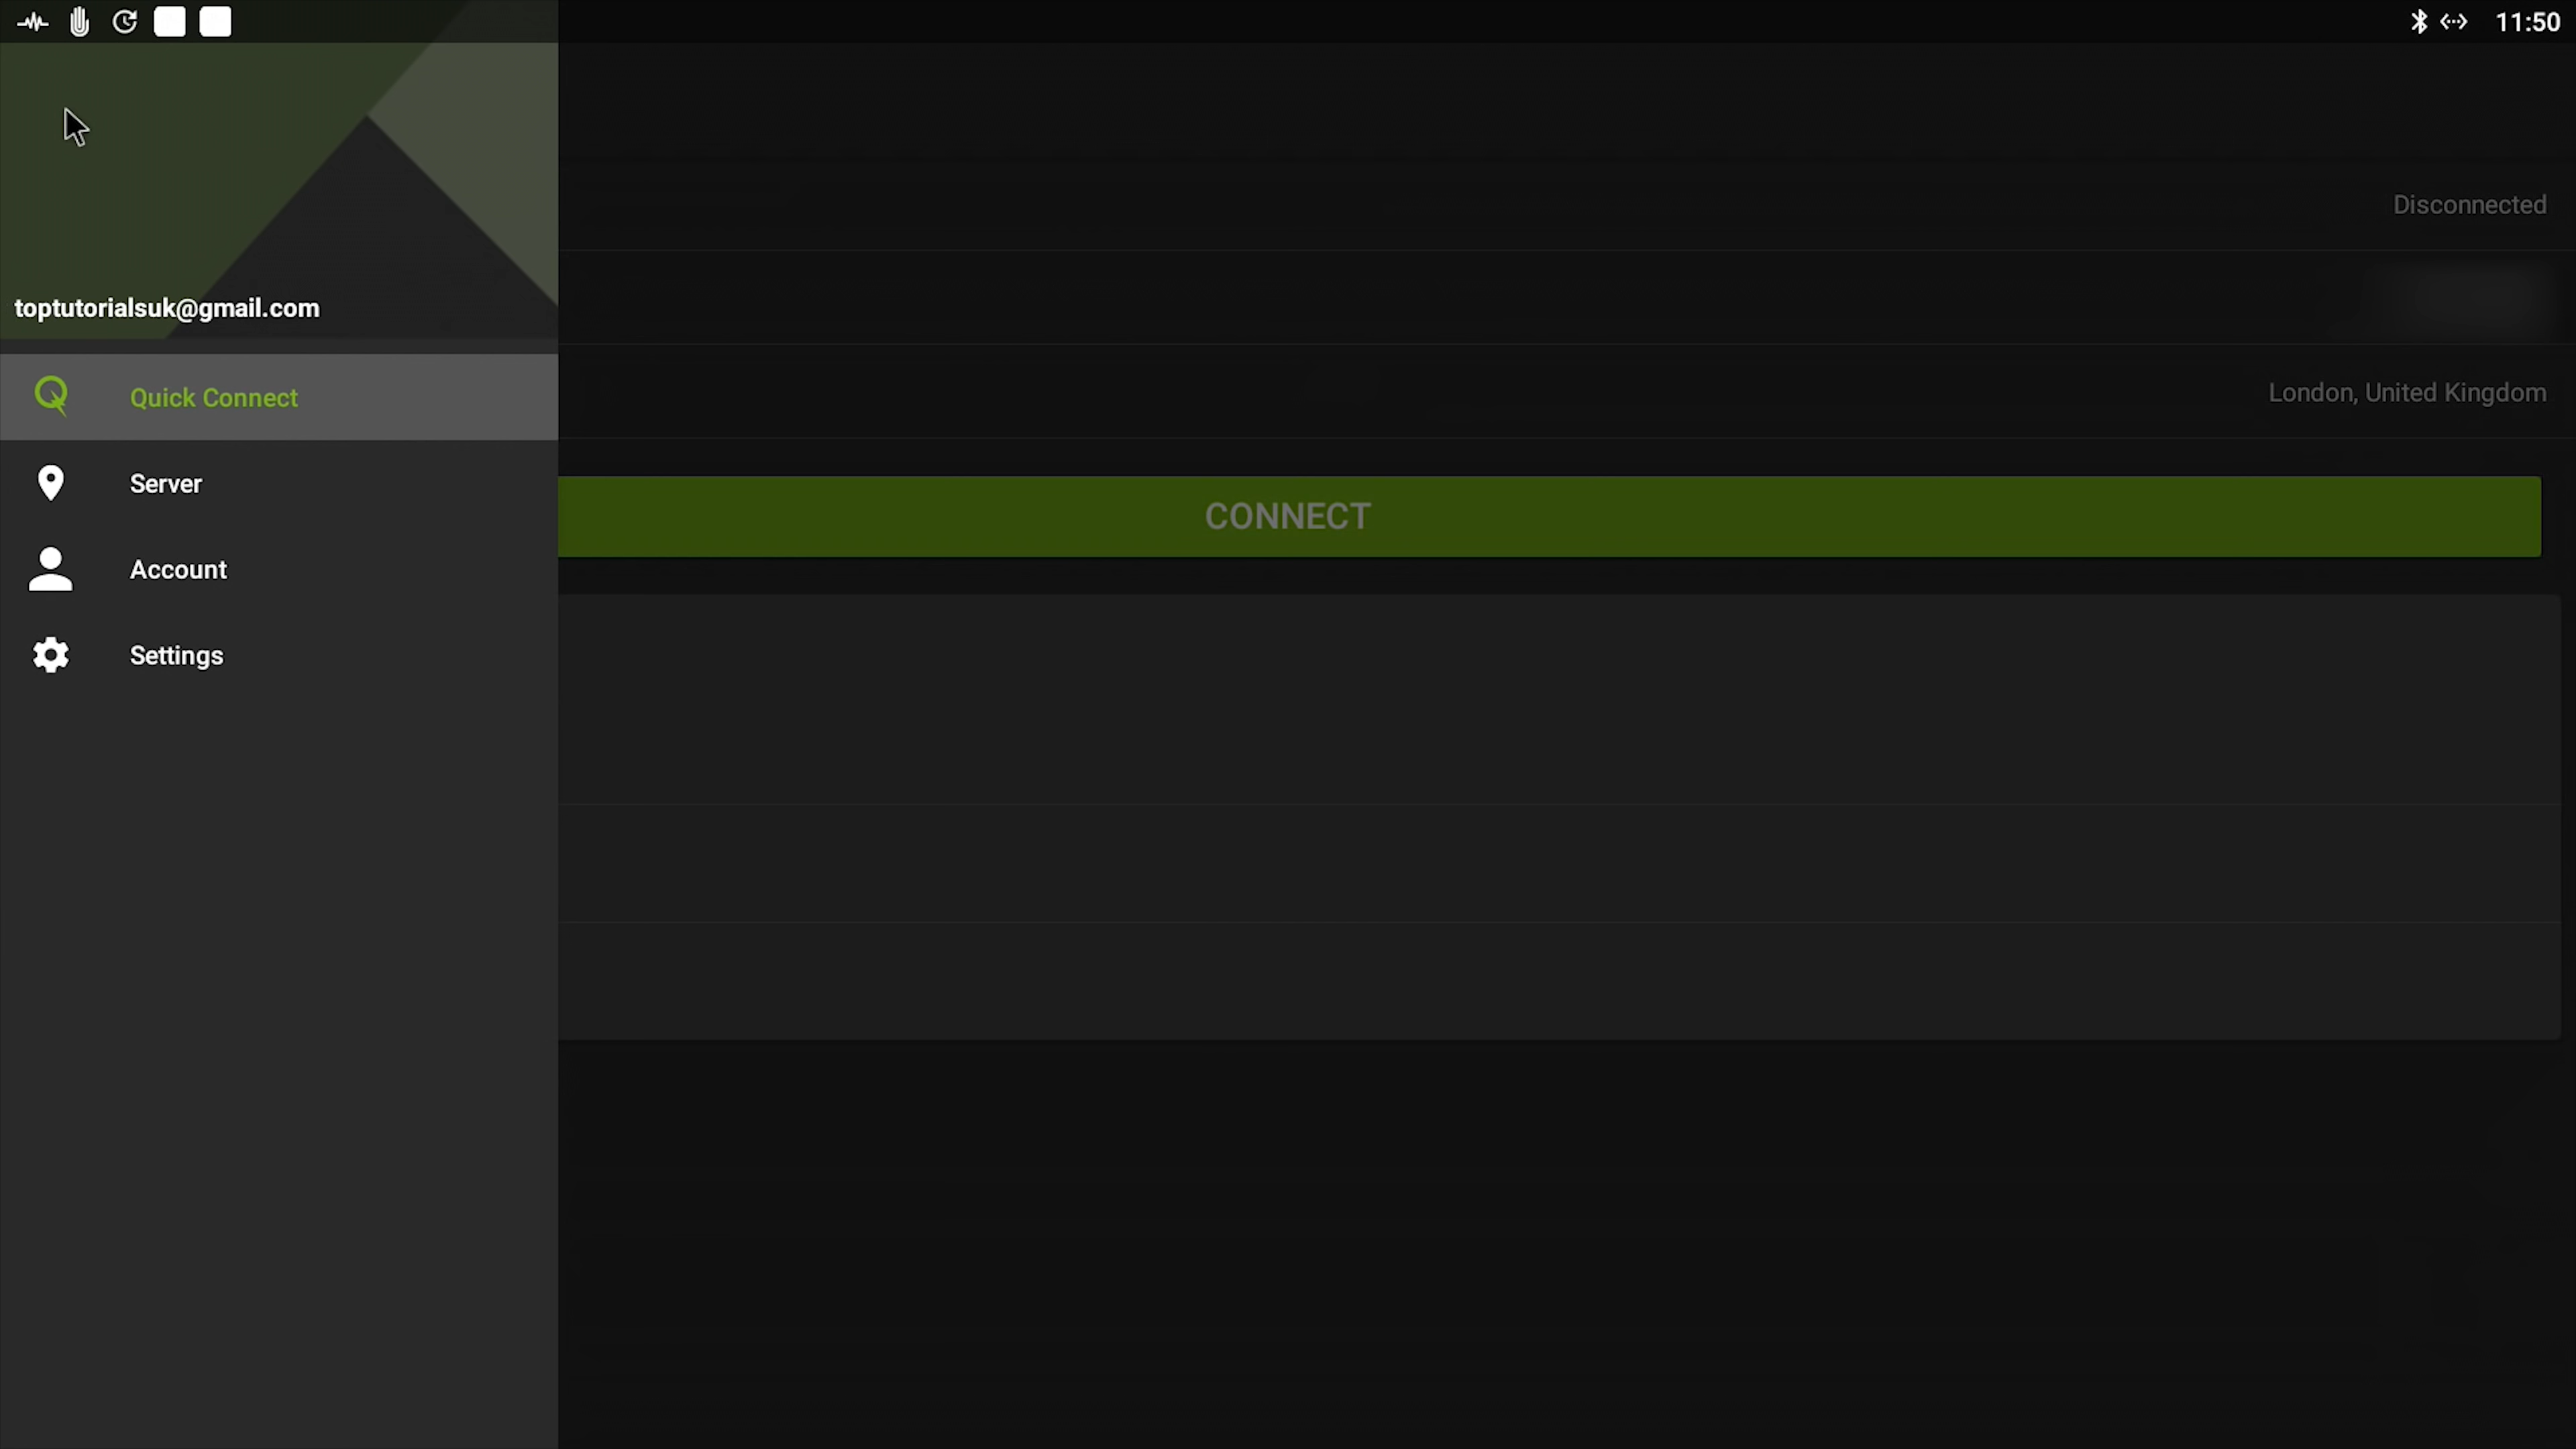 11:50
Disconnected
toptutorialsuk@gmail.com
Quick Connect
London, United Kingdom
Server
CONNECT
Account
Settings